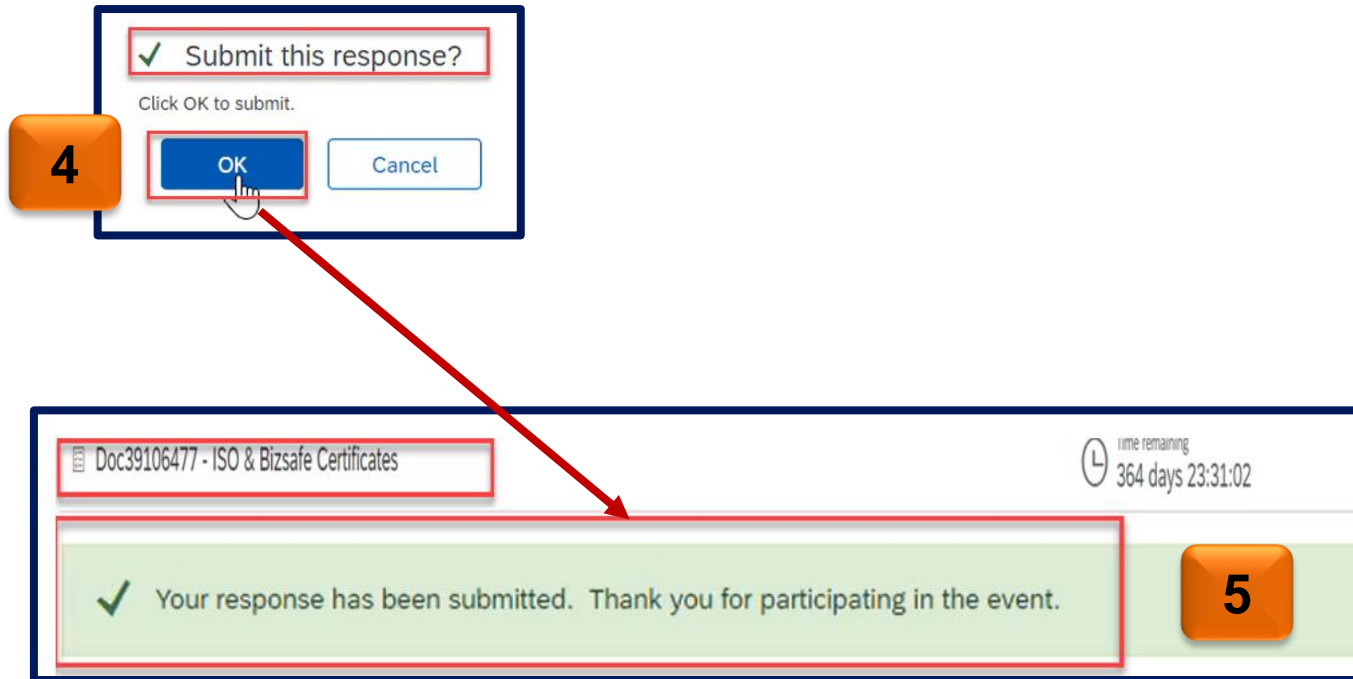 ✓ Submit this response?
Click OK to submit.
4
OK
Cancel
Doc39106477 - ISO & Bizsafe Certificates
Time remaining
364 days 23:31:02
✓ Your response has been submitted. Thank you for participating in the event.
5